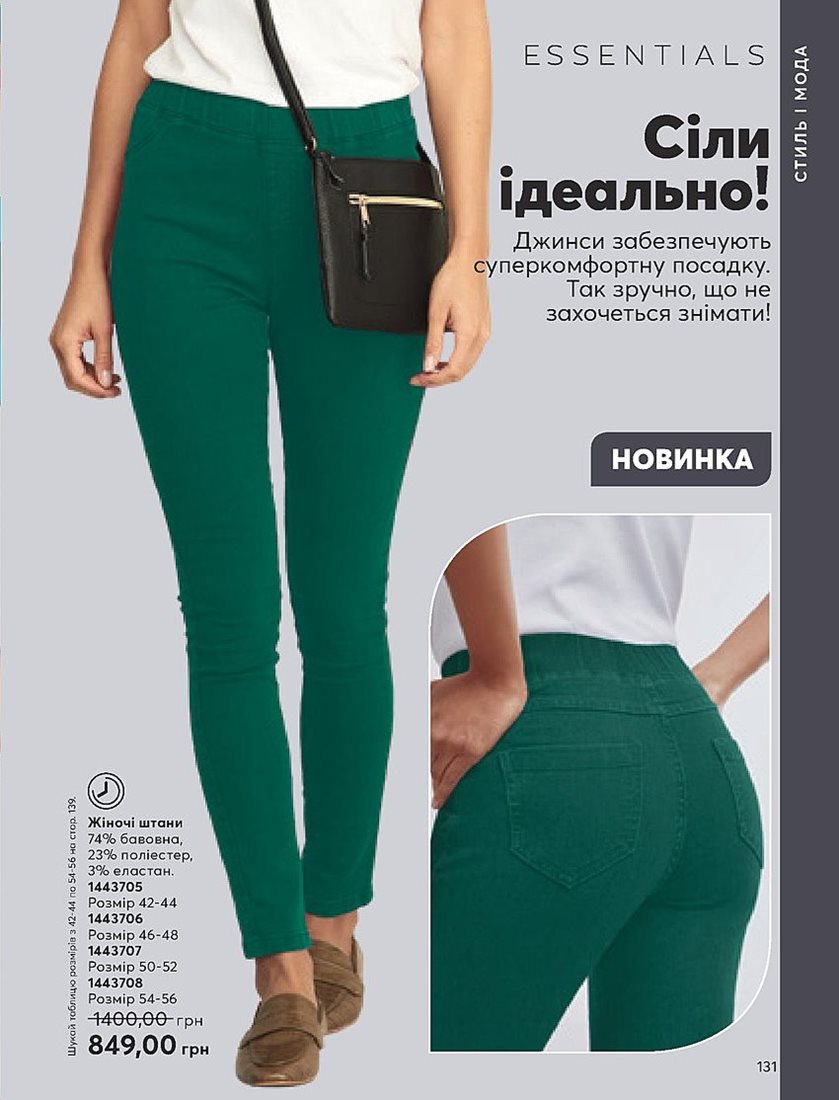 ESSENTIALS
СТИЛЬ І МОДА
Сіли
ідеально!
Джинси забезпечують
суперкомфортну посадку.
Так зручно, що не
захочеться знімати!
НОВИНКА
Жіночі штани
74% бавовна,
23% поліестер,
3% еластан.
1443705
Розмір 42-44
1443706
Розмір 46-48
1443707
Розмір 50-52
1443708
Розмір 54-56
1400,00 грн
849,00 грн
Шукай таблицю розмірів з 42-44 по 54-56 на стор. 139.
131